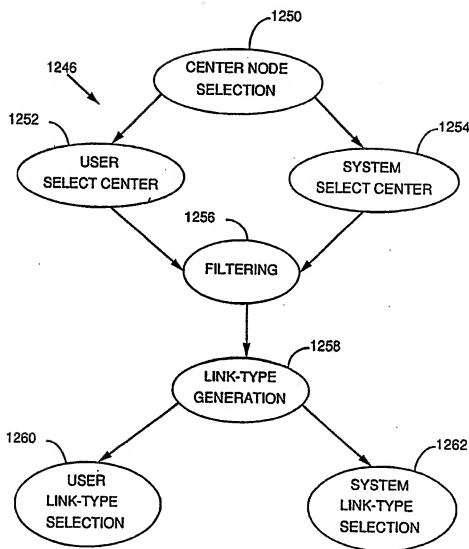 1250
CENTER NODE
SELECTION
1246
1252
USER
SELECT CENTER
1254
SYSTEM
SELECT CENTER
1256
FILTERING
1258
LINK-TYPE
GENERATION
1260
USER
LINK-TYPE
SELECTION
1262
SYSTEM
LINK-TYPE
SELECTION